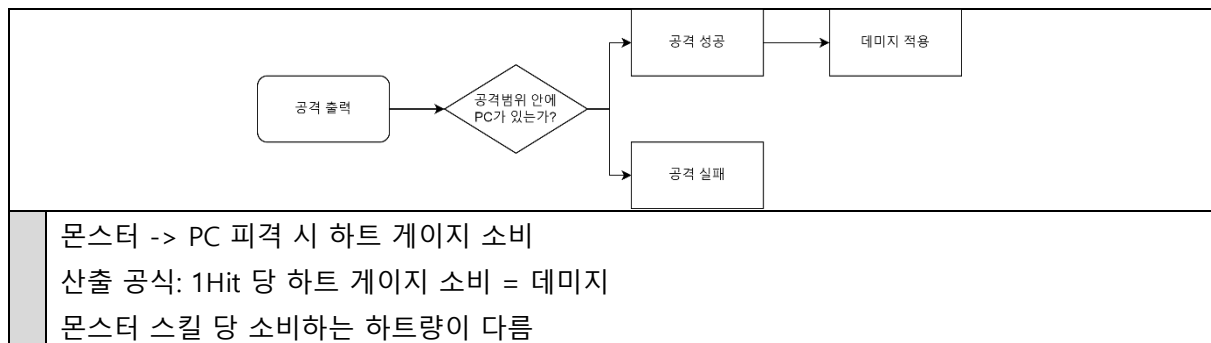 공격 출력
공격범위 안에
PC가 있는가?
공격 성공
데미지 적용
공격 실패
몬스터 -> PC 피격 시 하트 게이지 소비
산출 공식: 1Hit 당 하트 게이지 소비 = 데미지
몬스터 스킬 당 소비하는 하트량이 다름